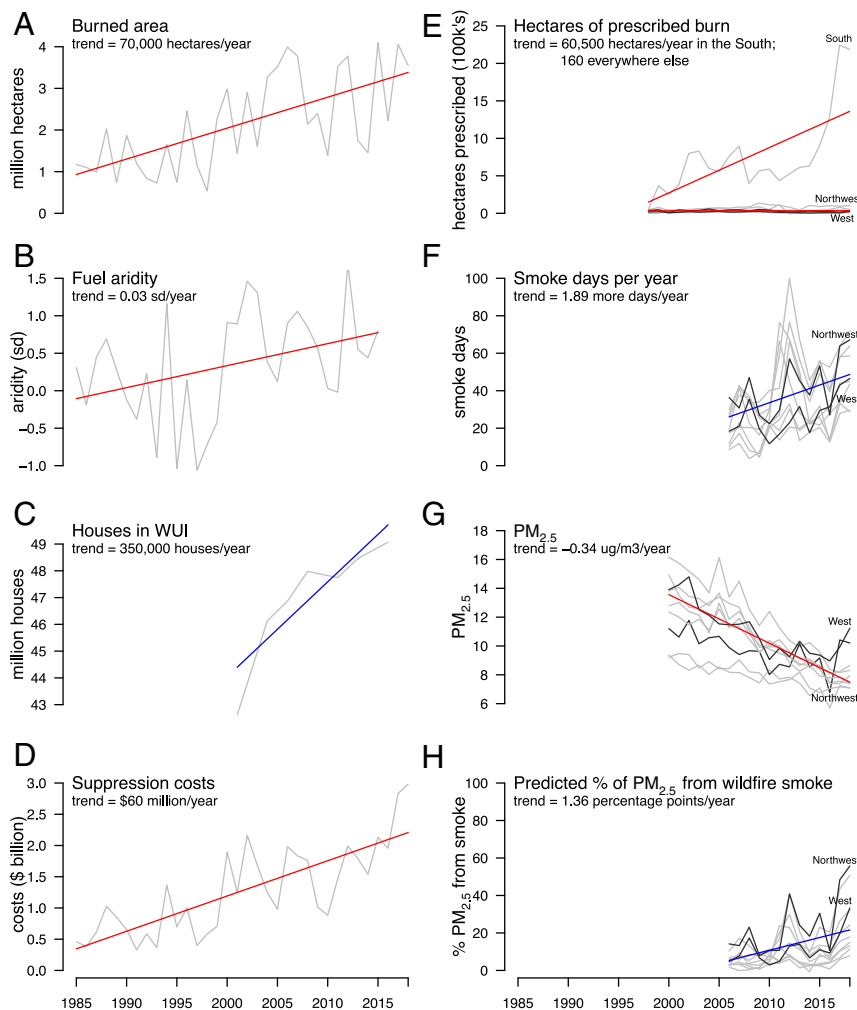 A
Burned area
trend = 70,000 hectares/year
million hectares
4
3
2
1
0
B
Fuel aridity
trend = 0.03 sd/year
aridity (sd)
1.5
1.0
0.5
0.0
−0.5
−1.0
C
Houses in WUI
trend = 350,000 houses/year
million houses
49
48
47
46
45
44
43
D
Suppression costs
trend = $60 million/year
costs ($ billion)
3.0
2.5
2.0
1.5
1.0
0.5
0.0
1985 1990 1995 2000 2005 2010 2015
E
Hectares of prescribed burn
trend = 60,500 hectares/year in the South;
160 everywhere else
hectares prescribed (100k's)
25
20
15
10
5
0
South
Northwes
West
F
Smoke days per year
trend = 1.89 more days/year
smoke days
100
80
60
40
20
0
Northwes
West
G
PM2.5
trend = −0.34 ug/m3/year
PM2.5
18
16
14
12
10
8
6
West
Northwes
H
Predicted % of PM2.5 from wildfire smoke
trend = 1.36 percentage points/year
% PM2.5 from smoke
100
80
60
40
20
0
Northwes
West
1985 1990 1995 2000 2005 2010 2015